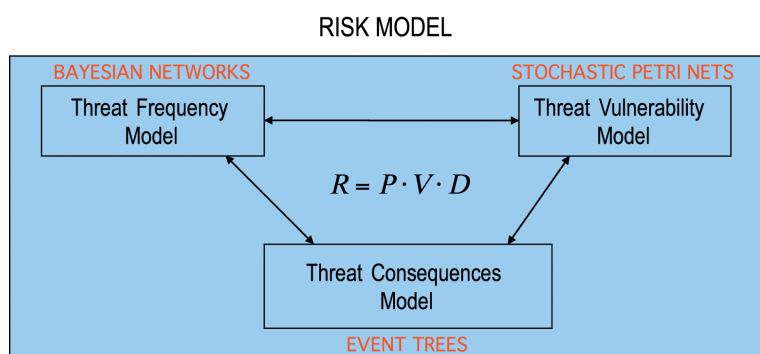 RISK MODEL
BAYESIAN NETWORKS
STOCHASTIC PETRI NETS
Threat Frequency
Model
Threat Vulnerability
Model
R = P · V · D
Threat Consequences
Model
EVENT TREES